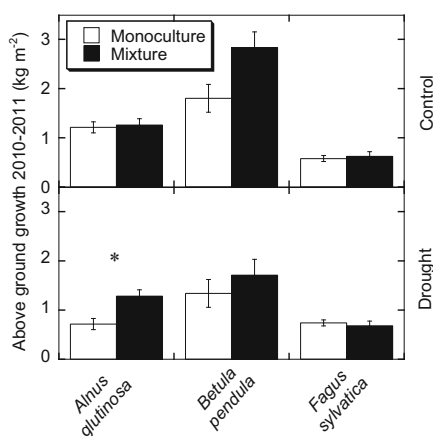 Above ground growth 2010-2011 (kg m-2)
Monoculture
Mixture
3
2
1
0
Control
*
3
2
1
0
Drought
Alnus
glutinosa
Betula
pendula
Fagus
sylvatica